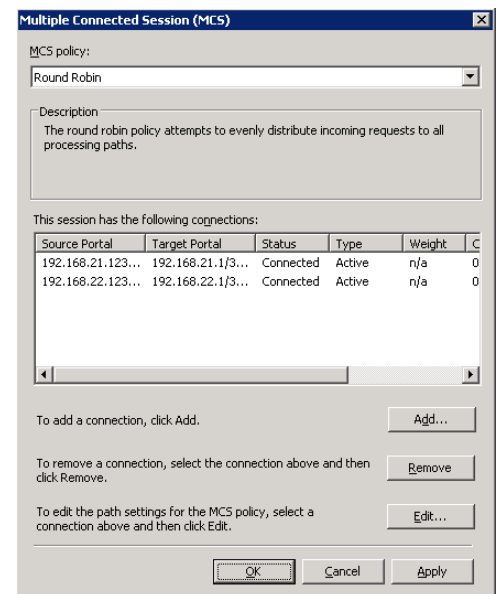 Multiple Connected Session (MCS)
MCS policy:
Round Robin
Description
The round robin policy attempts to evenly distribute incoming requests to all
processing paths.
This session has the following connections:
Source Portal Target Portal Status Type Weight C
192.168.21.123... 192.168.21.1/3... Connected Active n/a 0
192.168.22.123... 192.168.22.1/3... Connected Active n/a 0
To add a connection, click Add.
Add...
To remove a connection, select the connection above and then
click Remove.
Remove
To edit the path settings for the MCS policy, select a
connection above and then click Edit.
Edit...
OK Cancel Apply